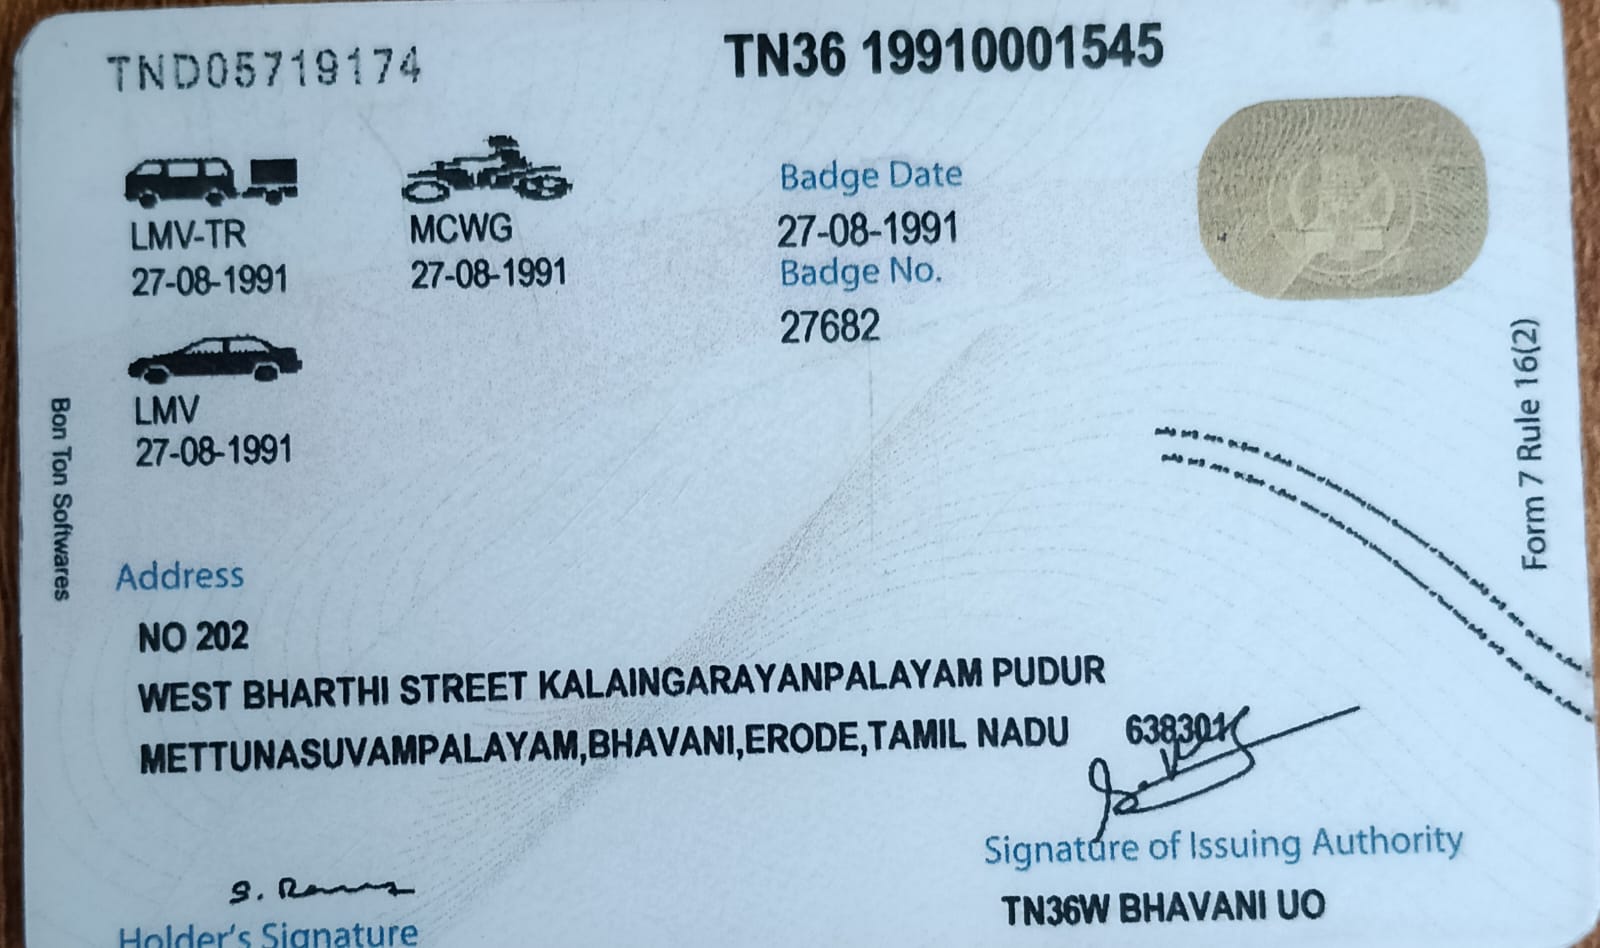 TND05719174
TN36 19910001545
LMV-TR
27-08-1991
MCWG
27-08-1991
LMV
27-08-1991
Badge Date
27-08-1991
Badge No.
27682
Form 7 Rule 16(2)
Bon Ton Softwares
Address
NO 202
WEST BHARTHI STREET KALAINGARAYANPALAYAM PUDUR
METTUNASUVAMPALAYAM,BHAVANI,ERODE,TAMIL NADU 638301
Signature of Issuing Authority
TN36W BHAVANI UO
Holder's Signature